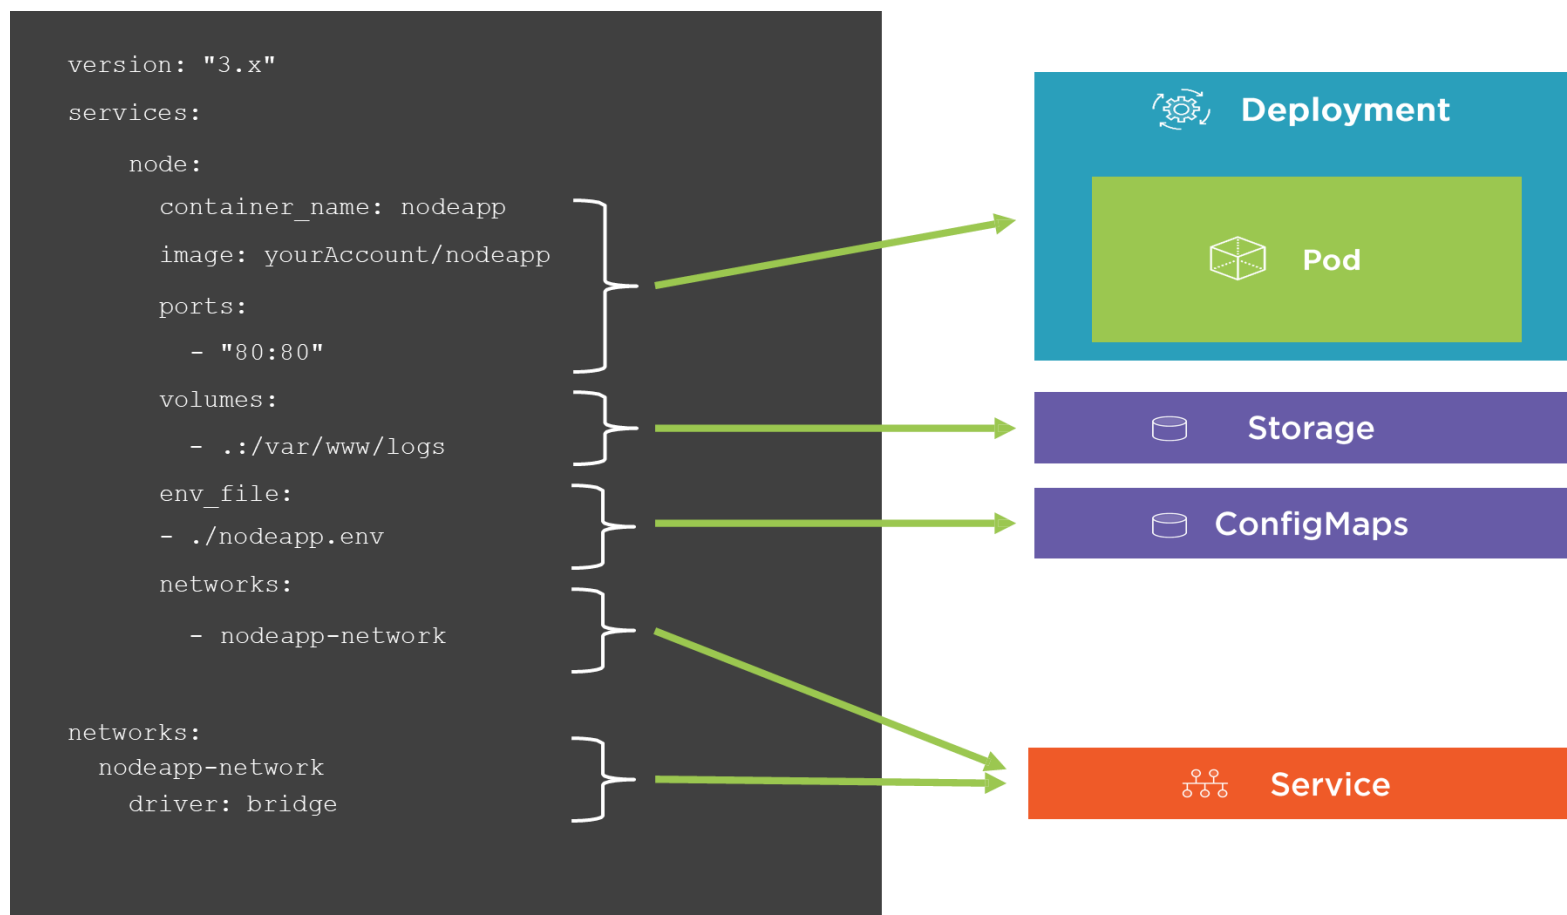 version: "3.x"
services:
node:
container_name: nodeapp
image: yourAccount/nodeapp
ports:
- "80:80"
volumes:
- .:/var/www/logs
env_file:
- ./nodeapp.env
networks:
- nodeapp-network
networks:
nodeapp-network
driver: bridge
Deployment
Pod
Storage
ConfigMaps
Service